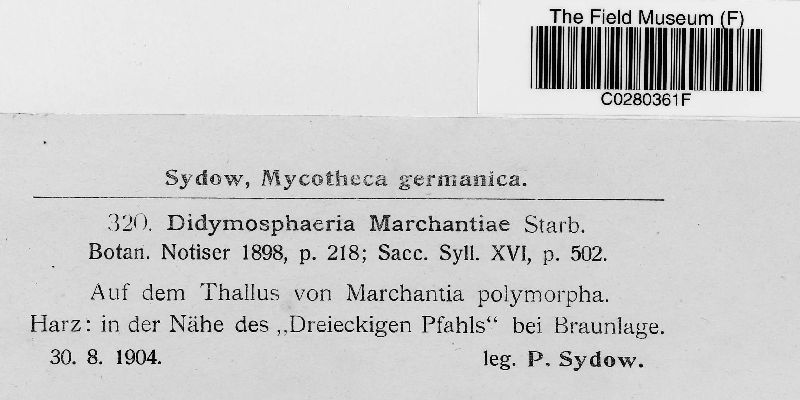 The Field Museum (F)
C0280361F
Sydow, Mycotheca germanica.
320. Didymosphaeria Marchantiae Starb.
Botan. Notiser 1898, p. 218; Sacc. Syll. XVI, p. 502.
Auf dem Thallus von Marchantia polymorpha.
Harz: in der Nähe des „Dreieckigen Pfahls“ bei Braunlage.
30. 8. 1904. leg. P. Sydow.